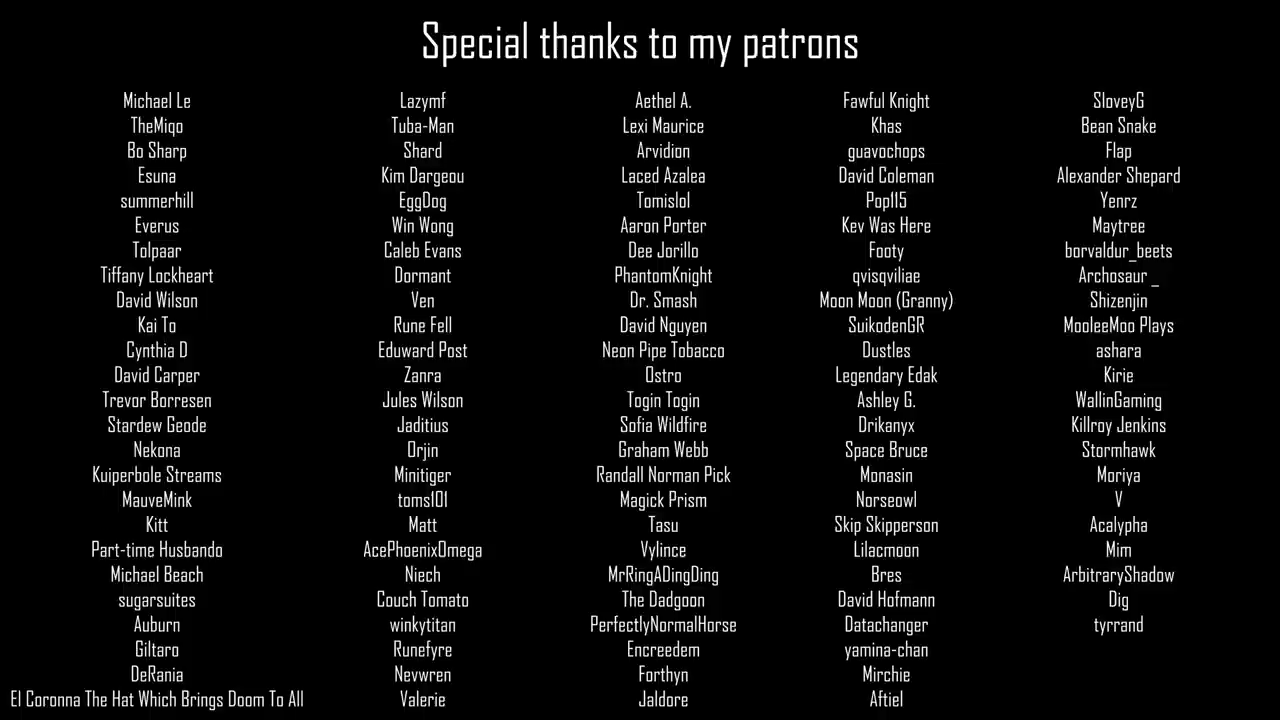 Special thanks to my patrons
Michael Le
TheMiqo
Bo Sharp
Esuna
summerhill
Everus
Tolpaar
Tiffany Lockheart
David Wilson
Kai To
Cynthia D
David Carper
Trevor Borresen
Stardew Geode
Nekona
Kuiperbole Streams
MauveMink
Kitt
Part-time Husbando
Michael Beach
sugarsuites
Auburn
Giltaro
DeRania
El Coronna The Hat Which Brings Doom To All
Lazymf
Tuba-Man
Shard
Kim Dargeou
EggDog
Win Wong
Caleb Evans
Dormant
Ven
Rune Fell
Eduward Post
Zanra
Jules Wilson
Jaditius
Orjin
Minitiger
toms101
Matt
AcePhoenixOmega
Niech
Couch Tomato
winkytitan
Runefyre
Nevwren
Valerie
Aethel A.
Lexi Maurice
Arvidion
Laced Azalea
Tomislol
Aaron Porter
Dee Jorillo
PhantomKnight
Dr. Smash
David Nguyen
Neon Pipe Tobacco
Ostro
Togin Togin
Sofia Wildfire
Graham Webb
Randall Norman Pick
Magick Prism
Tasu
Vylince
MrRingADingDing
The Dadgoon
PerfectlyNormalHorse
Encreedem
Forthyn
Jaldore
Fawful Knight
Khas
guavochops
David Coleman
Pop115
Kev Was Here
Footy
qvisqviliae
Moon Moon (Granny)
SuikodenGR
Dustles
Legendary Edak
Ashley G.
Drikanyx
Space Bruce
Monasin
Norseowl
Skip Skipperson
Lilacmoon
Bres
David Hofmann
Datachanger
yamina-chan
Mirchie
Aftiel
SloveyG
Bean Snake
Flap
Alexander Shepard
Yenrz
Maytree
borvaldur_beets
Archosaur _
Shizenjin
MooleeMoo Plays
ashara
Kirie
WallinGaming
Killroy Jenkins
Stormhawk
Moriya
V
Acalypha
Mim
ArbitraryShadow
Dig
tyrrand